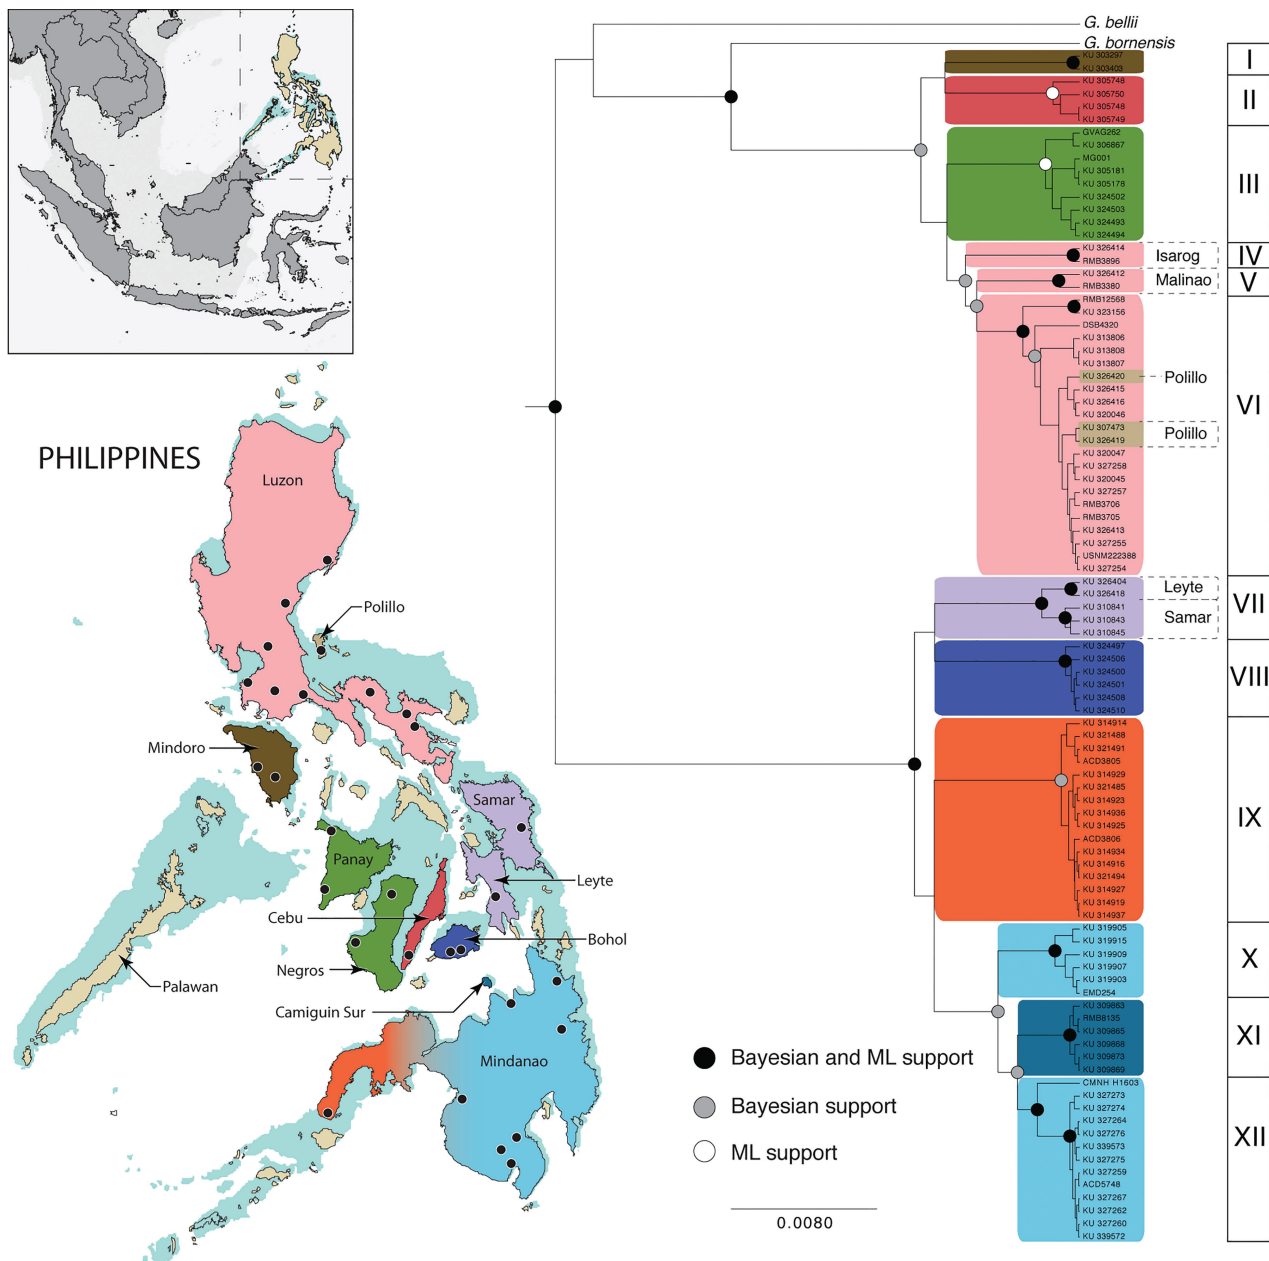 G. bellii
G. bornensis
KU 303297
KU 303403
I
KU 305748
KU 305750
KU 305748
KU 305749
II
GVAG262
KU 306867
MG001
KU 305181
KU 305178
KU 324502
KU 324503
KU 324493
KU 324494
III
KU 326414
RMB3896
Isarog
IV
KU 326412
RMB3380
Malinao
V
RMB12568
KU 323156
DSB4320
KU 313806
KU 313808
KU 313807
KU 326420
Polillo
KU 326415
KU 326416
KU 320046
KU 307473
KU 326419
Polillo
KU 320047
KU 327258
KU 320045
KU 327257
RMB3706
RMB3705
KU 326413
KU 327255
USNM222388
KU 327254
VI
KU 326404
KU 326418
Leyte
KU 310841
KU 310843
KU 310845
Samar
VII
KU 324497
KU 324506
KU 324500
KU 324501
KU 324508
KU 324510
VIII
KU 314914
KU 321488
KU 321491
ACD3805
KU 314929
KU 321485
KU 314923
KU 314936
KU 314925
ACD3806
KU 314934
KU 314916
KU 321494
KU 314927
KU 314919
KU 314937
IX
KU 319905
KU 319915
KU 319909
KU 319907
KU 319903
EMD254
X
KU 309863
RMB8135
KU 309865
KU 309868
KU 309873
KU 309869
XI
CMNH H1603
KU 327273
KU 327274
KU 327264
KU 327276
KU 339573
KU 327275
KU 327259
ACD5748
KU 327267
KU 327262
KU 327260
KU 339572
XII
PHILIPPINES
Luzon
Polillo
Mindoro
Samar
Panay
Leyte
Cebu
Bohol
Negros
Palawan
Camiguin Sur
Mindanao
Bayesian and ML support
Bayesian support
ML support
0.0080